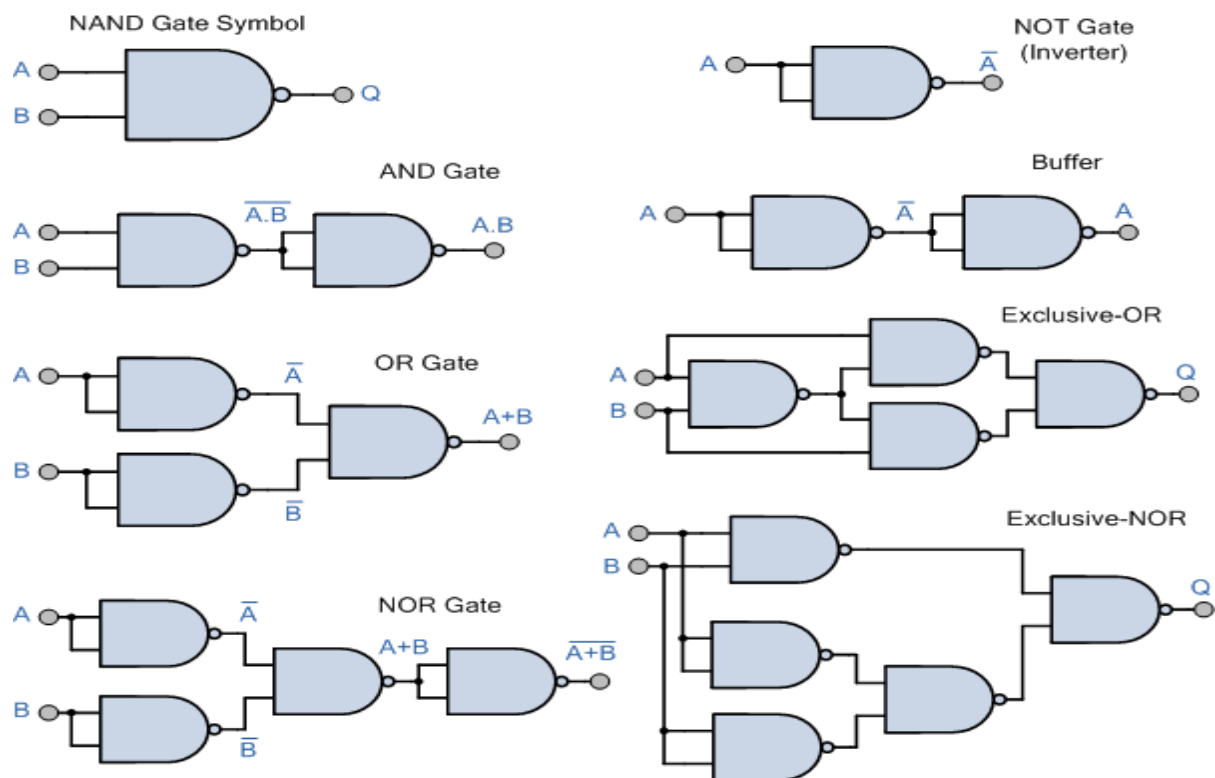 NAND Gate Symbol
A
B
Q
NOT Gate
(Inverter)
A
A̅
AND Gate
A
B
A̅.̅B̅
A.B
Buffer
A
A̅
A
OR Gate
A
A̅
B
B̅
A+B
Exclusive-OR
A
B
Q
NOR Gate
A
A̅
B
B̅
A+B
A̅+̅B̅
Exclusive-NOR
A
B
Q